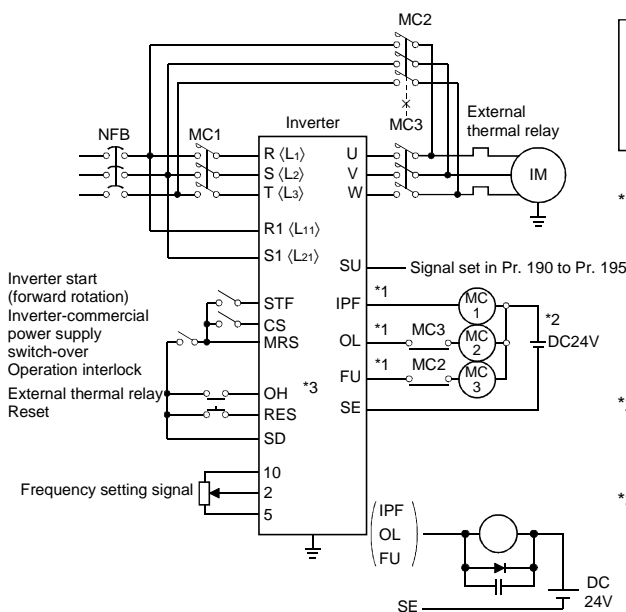 MC2
NFB
MC1
Inverter
MC3
External
thermal relay
R ⟨L1⟩
S ⟨L2⟩
T ⟨L3⟩
U
V
W
IM
R1 ⟨L11⟩
S1 ⟨L21⟩
SU
Signal set in Pr. 190 to Pr. 195
Inverter start
(forward rotation)
Inverter-commercial
power supply
switch-over
Operation interlock
External thermal relay
Reset
STF
CS
MRS
OH
*3
RES
SD
IPF
*1
MC
1
OL
*1
MC3
MC
2
FU
*1
MC2
MC
3
SE
*2
DC24V
Frequency setting signal
10
2
5
IPF
OL
FU
SE
DC
24V
*
*
*